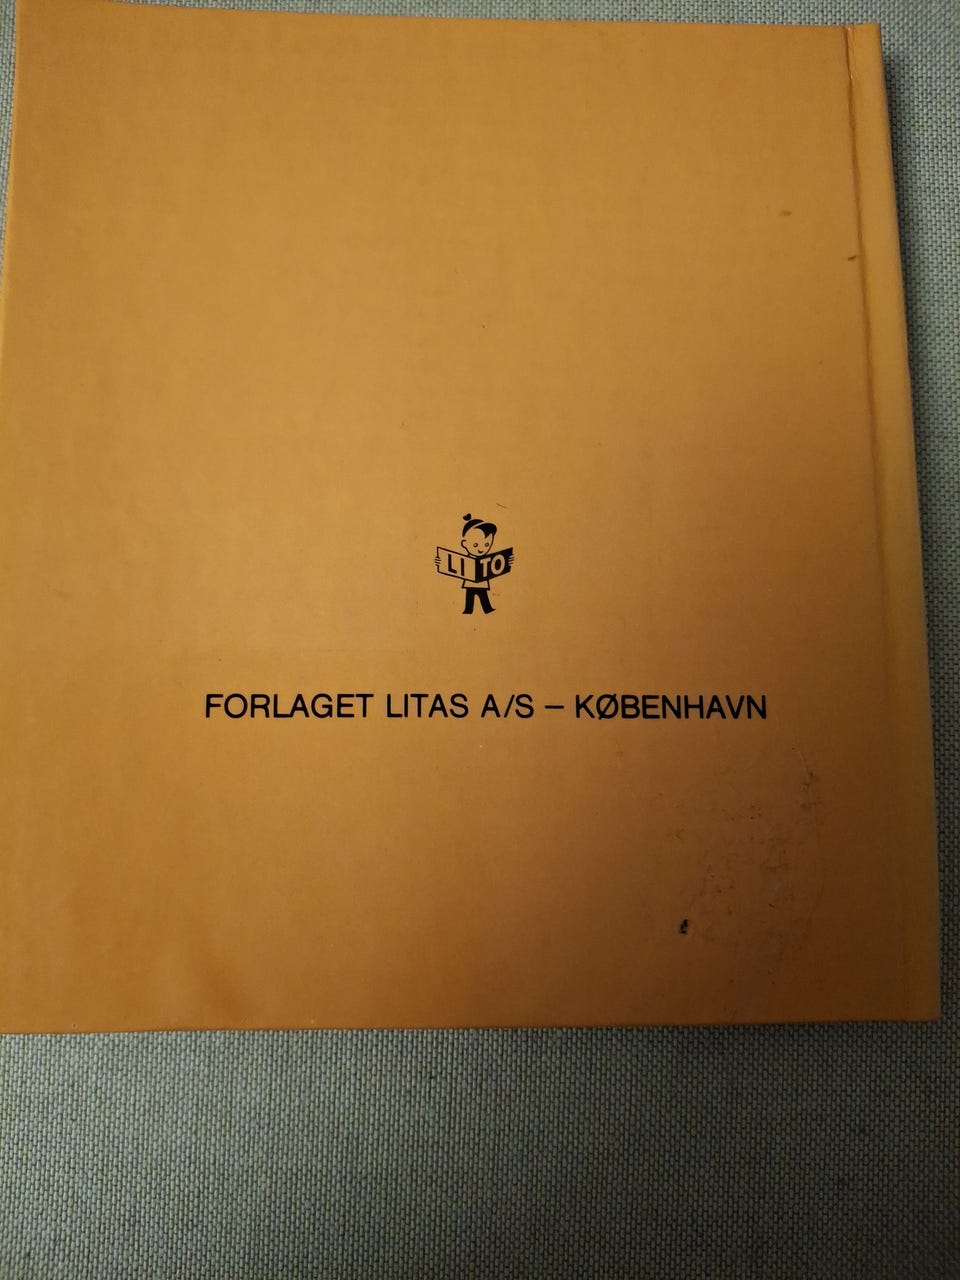 LI TO
FORLAGET LITAS A/S – KØBENHAVN